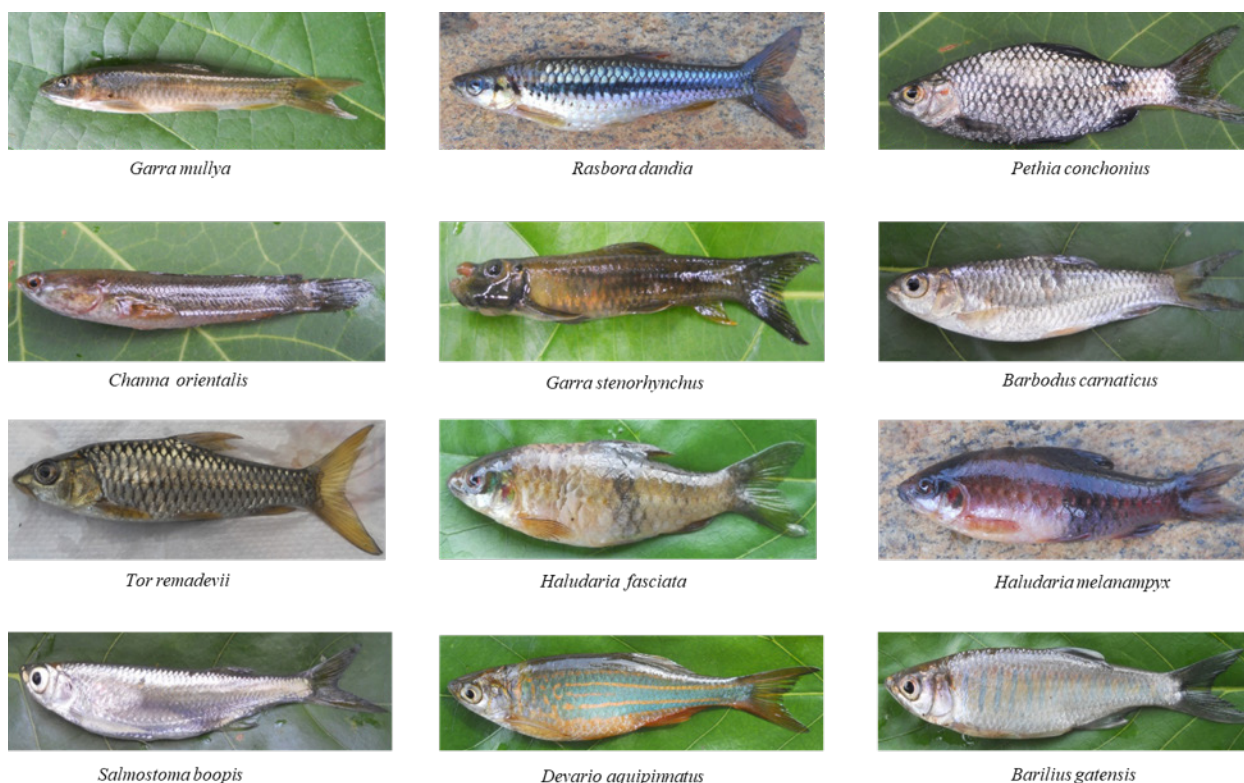 Garra mullya
Rasbora dandia
Pethia conchonius
Channa orientalis
Garra stenorhynchus
Barbodus carnaticus
Tor remadevii
Haludaria fasciata
Haludaria melanampyx
Salmostoma boopis
Devario aquipinnatus
Barilius gatensis